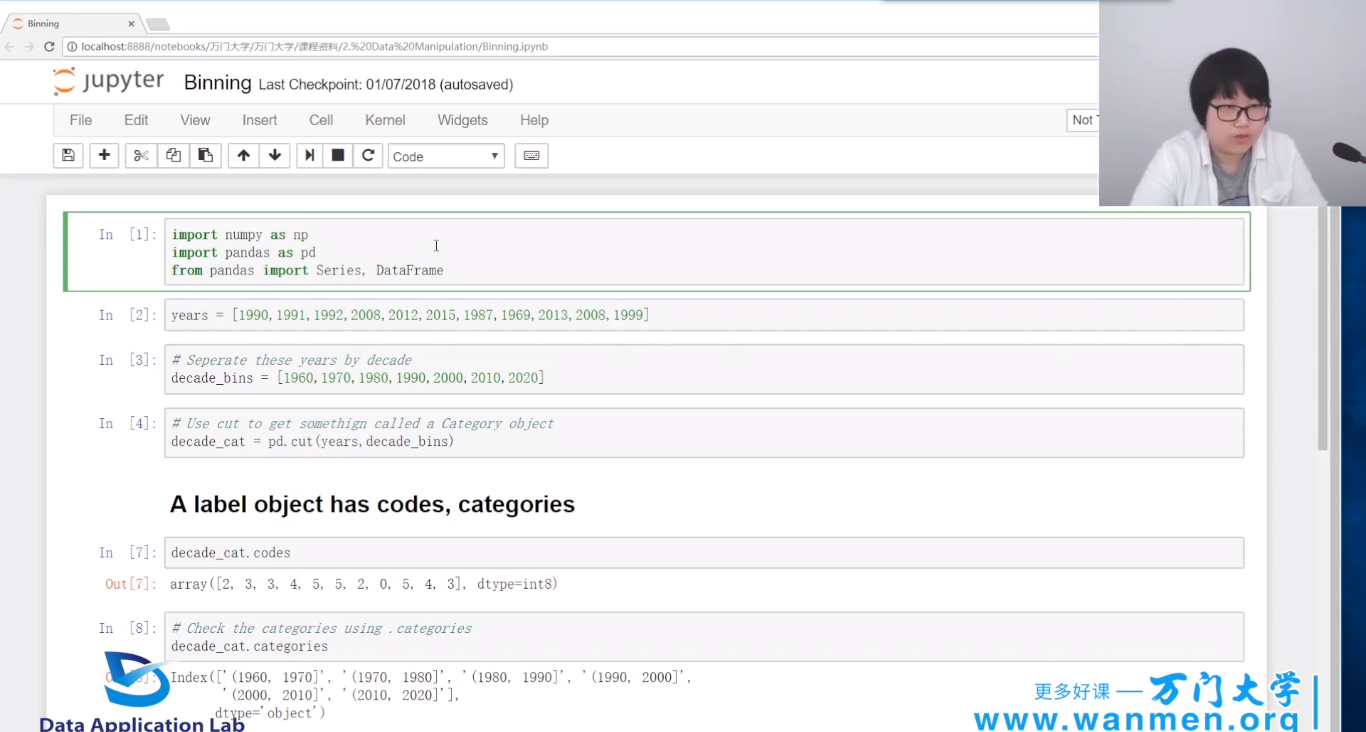 Binning
localhost:8888/notebooks/万门大学/万门大学/课程资料/2.%20Data%20Manipulation/Binning.ipynb
jupyter Binning Last Checkpoint: 01/07/2018 (autosaved)
File Edit View Insert Cell Kernel Widgets Help
Not
Code
In [1]: import numpy as np
import pandas as pd
from pandas import Series, DataFrame
In [2]: years = [1990,1991,1992,2008,2012,2015,1987,1969,2013,2008,1999]
In [3]: # Seperate these years by decade
decade_bins = [1960,1970,1980,1990,2000,2010,2020]
In [4]: # Use cut to get somethign called a Category object
decade_cat = pd.cut(years,decade_bins)
A label object has codes, categories
In [7]: decade_cat.codes
Out[7]: array([2, 3, 3, 4, 5, 5, 2, 0, 5, 4, 3], dtype=int8)
In [8]: # Check the categories using .categories
decade_cat.categories
Index(['(1960, 1970]', '(1970, 1980]', '(1980, 1990]', '(1990, 2000]',
'(2000, 2010]', '(2010, 2020]'],
dtype='object')
Data Application Lab
更多好课 — 万门大学
www.wanmen.org